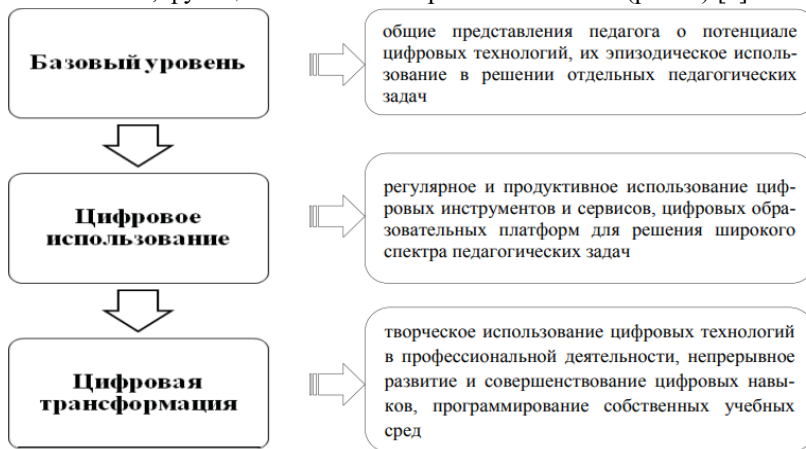 общие представления педагога о потенциале
цифровых технологий, их эпизодическое исполь-
зование в решении отдельных педагогических
задач
Базовый уровень
регулярное и продуктивное использование циф-
ровых инструментов и сервисов, цифровых обра-
зовательных платформ для решения широкого
спектра педагогических задач
Цифровое
использование
творческое использование цифровых технологий
в профессиональной деятельности, непрерывное
развитие и совершенствование цифровых навы-
ков, программирование собственных учебных
сред
Цифровая
трансформация